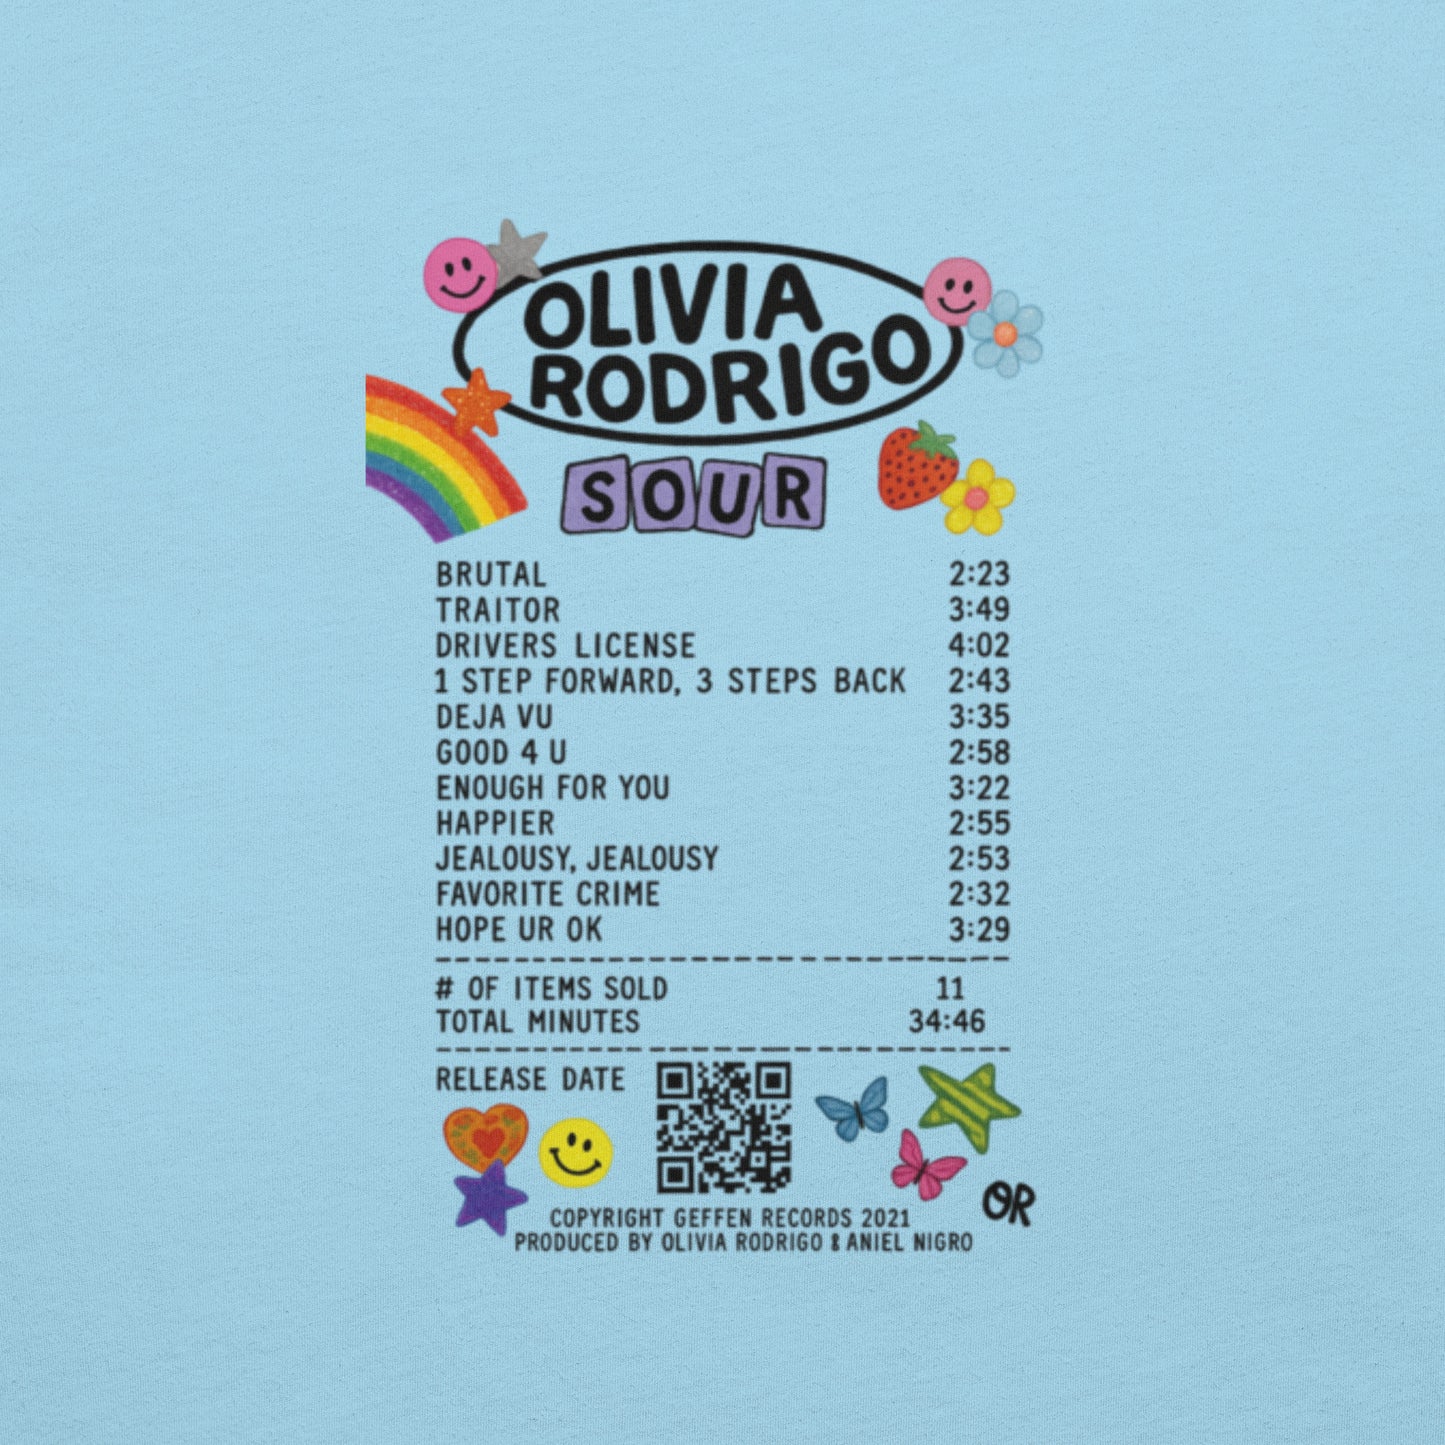 OLIVIA
RODRIGO
SOUR
BRUTAL 2:23
TRAITOR 3:49
DRIVERS LICENSE 4:02
1 STEP FORWARD, 3 STEPS BACK 2:43
DEJA VU 3:35
GOOD 4 U 2:58
ENOUGH FOR YOU 3:22
HAPPIER 2:55
JEALOUSY, JEALOUSY 2:53
FAVORITE CRIME 2:32
HOPE UR OK 3:29
# OF ITEMS SOLD 11
TOTAL MINUTES 34:46
RELEASE DATE
OR
COPYRIGHT GEFFEN RECORDS 2021
PRODUCED BY OLIVIA RODRIGO & ANIEL NIGRO